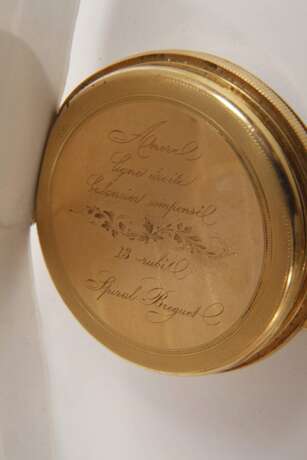 Ancre
Ligne droite
Balancier compensé
15 rubis
Spiral Breguet